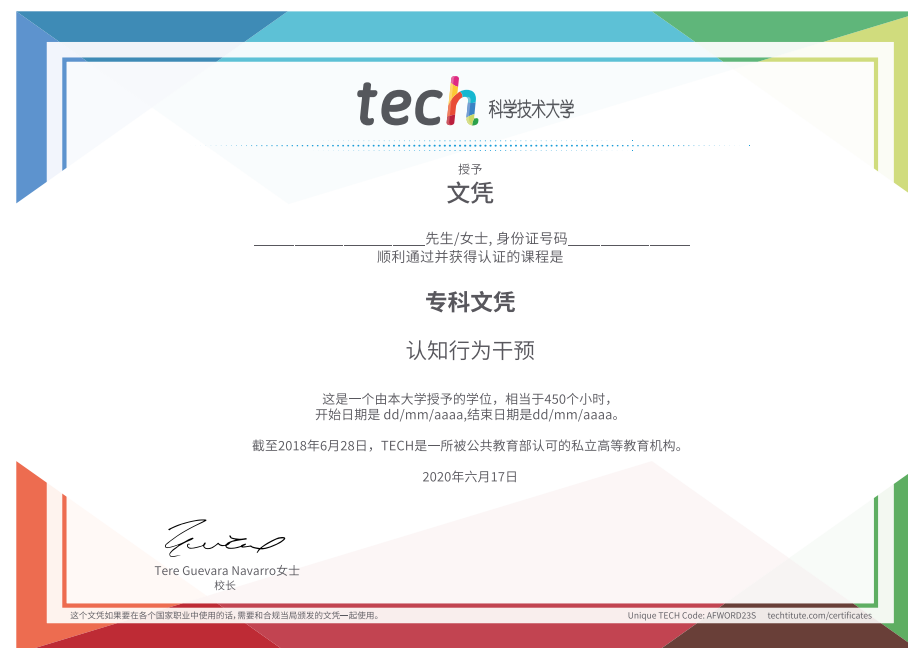 tech 科学技术大学
授予
文凭
先生/女士, 身份证号码
顺利通过并获得认证的课程是
专科文凭
认知行为干预
这是一个由本大学授予的学位，相当于450个小时，
开始日期是 dd/mm/aaaa,结束日期是dd/mm/aaaa。
截至2018年6月28日，TECH是一所被公共教育部认可的私立高等教育机构。
2020年六月17日
Tere Guevara Navarro女士
校长
这个文凭如果要在各个国家职业中使用的话,需要和合规当局颁发的文凭一起使用。
Unique TECH Code: AFWORD23S techtitute.com/certificates